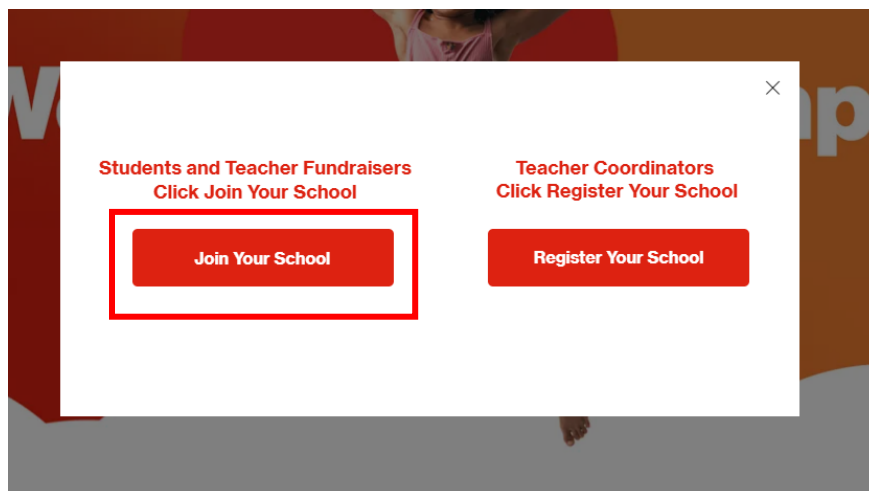 Students and Teacher Fundraisers
Click Join Your School
Join Your School
Teacher Coordinators
Click Register Your School
Register Your School